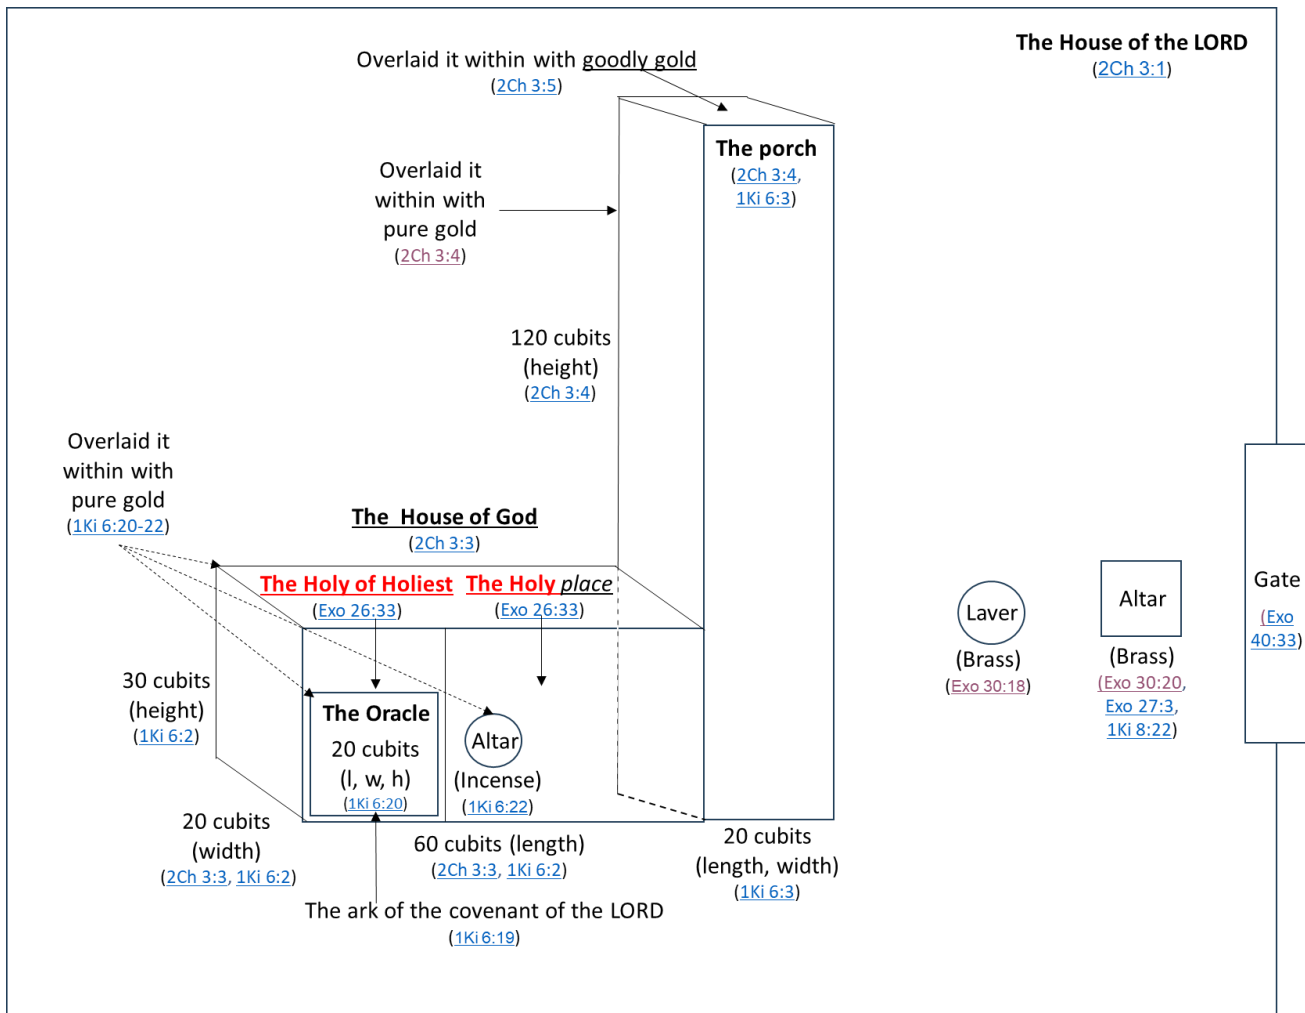 The House of the LORD
(2Ch 3:1)
Overlaid it within with goodly gold
(2Ch 3:5)
The porch
(2Ch 3:4,
1Ki 6:3)
Overlaid it
within with
pure gold
(2Ch 3:4)
120 cubits
(height)
(2Ch 3:4)
Overlaid it
within with
pure gold
(1Ki 6:20-22)
The House of God
(2Ch 3:3)
The Holy of Holiest
(Exo 26:33)
The Holy place
(Exo 26:33)
30 cubits
(height)
(1Ki 6:2)
The Oracle
20 cubits
(l, w, h)
(1Ki 6:20)
Altar
(Incense)
(1Ki 6:22)
20 cubits
(width)
(2Ch 3:3, 1Ki 6:2)
60 cubits (length)
(2Ch 3:3, 1Ki 6:2)
20 cubits
(length, width)
(1Ki 6:3)
The ark of the covenant of the LORD
(1Ki 6:19)
Laver
(Brass)
(Exo 30:18)
Altar
(Brass)
(Exo 30:20,
Exo 27:3,
1Ki 8:22)
Gate
(Exo
40:33)